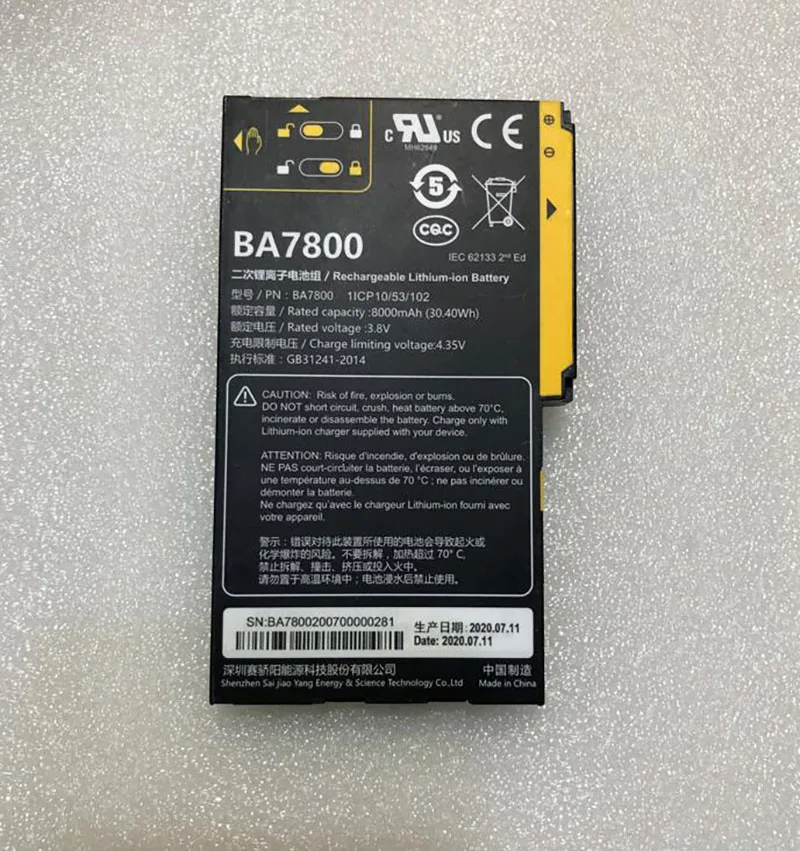 c RU US CE
MH62949
5
CQC
IEC 62133 2nd Ed
BA7800
二次锂离子电池组 / Rechargeable Lithium-ion Battery
型号 / PN : BA7800 1ICP10/53/102
额定容量 / Rated capacity :8000mAh (30.40Wh)
额定电压 / Rated voltage :3.8V
充电限制电压 / Charge limiting voltage:4.35V
执行标准: GB31241-2014
CAUTION: Risk of fire, explosion or burns.
DO NOT short circuit, crush, heat battery above 70°C,
incinerate or disassemble the battery. Charge only with
Lithium-ion charger supplied with your device.
ATTENTION: Risque d'incendie, d'explosion ou de brûlure.
NE PAS court-circuiter la batterie, l'écraser, ou l'exposer à
une température au-dessus de 70 °C ; ne pas incinérer ou
démonter la batterie.
Ne chargez qu'avec le chargeur Lithium-ion fourni avec
votre appareil.
警示: 错误对待此装置所使用的电池会导致起火或
化学爆炸的风险。不要拆解，加热超过 70° C,
禁止拆解、撞击、挤压或投入火中。
请勿置于高温环境中；电池浸水后禁止使用。
SN:BA7800200700000281
生产日期: 2020.07.11
Date: 2020.07.11
深圳赛骄阳能源科技股份有限公司 中国制造
Shenzhen Sai jiao Yang Energy & Science Technology Co.,Ltd Made in China